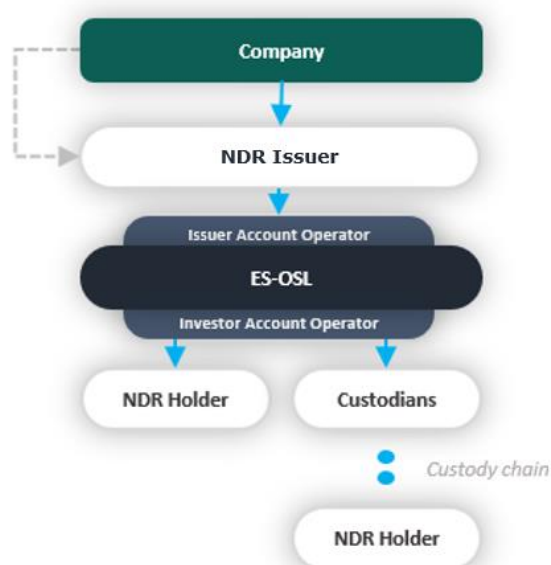 Company
NDR Issuer
Issuer Account Operator
ES-OSL
Investor Account Operator
NDR Holder
Custodians
Custody chain
NDR Holder